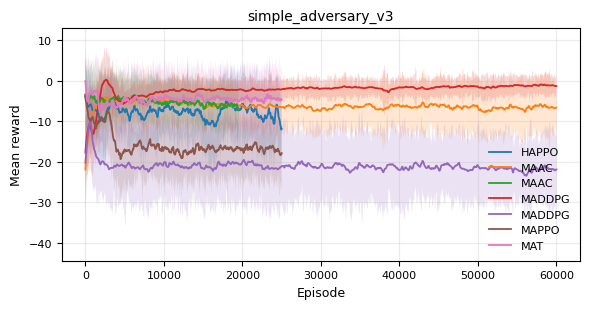 simple_adversary_v3
Mean reward
10
0
−10
−20
−30
−40
0
10000
20000
30000
40000
50000
60000
Episode
HAPPO
MAAC
MAAC
MADDPG
MADDPG
MAPPO
MAT